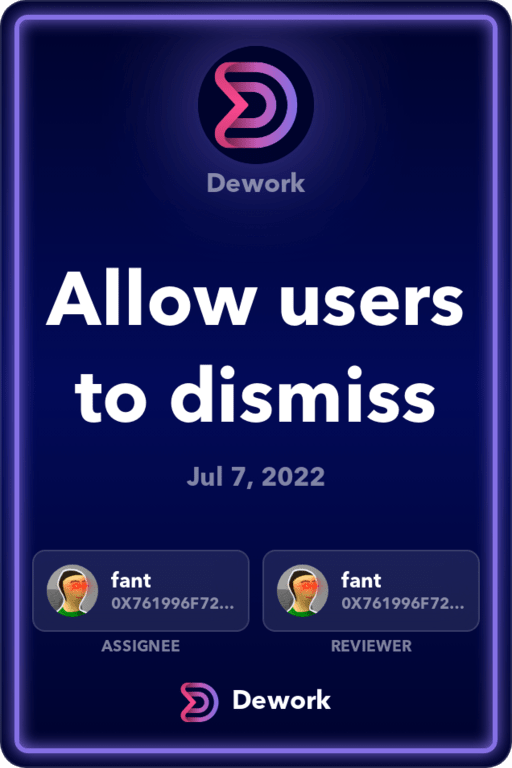 Dework
Allow users
to dismiss
Jul 7, 2022
fant
0X761996F72...
fant
0X761996F72...
ASSIGNEE
REVIEWER
Dework